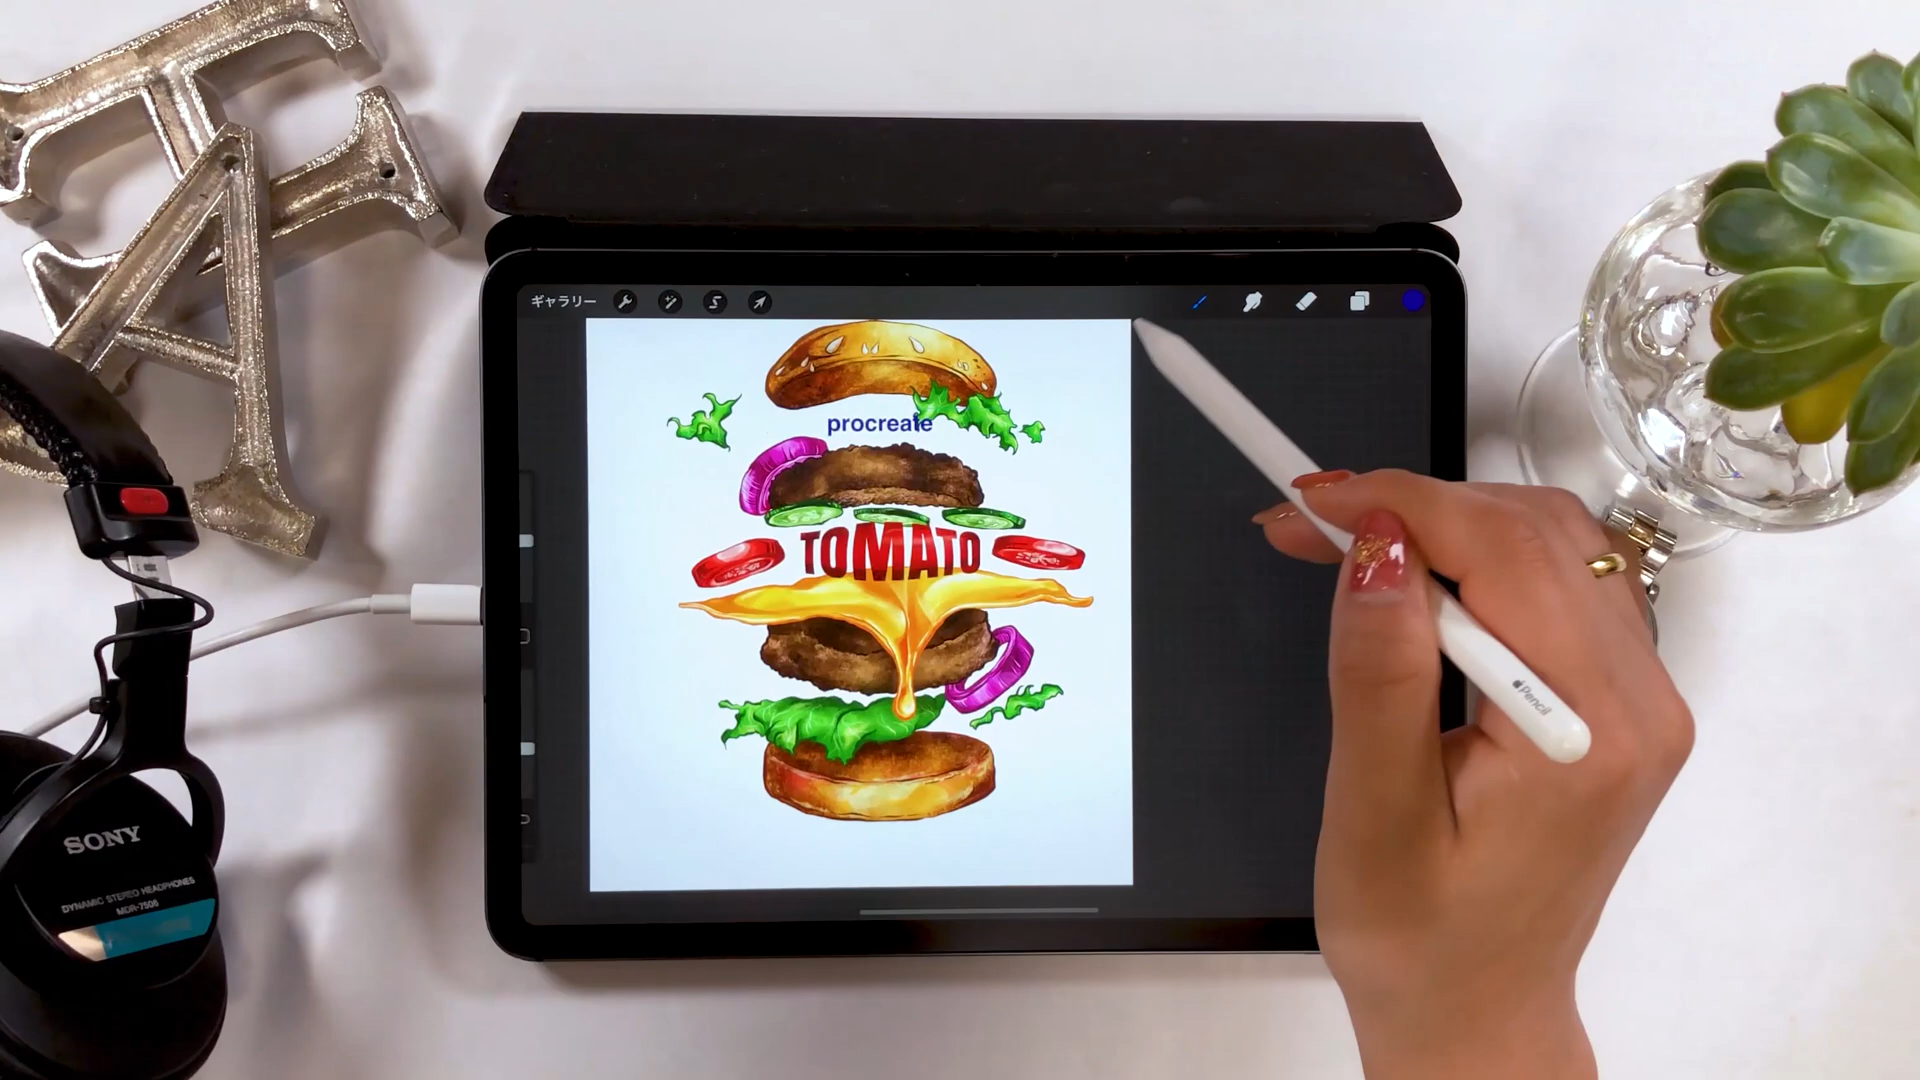 ギャラリー
procreate
TOMATO
Pencil
SONY
DYNAMIC STEREO HEADPHONES
MDR-7506